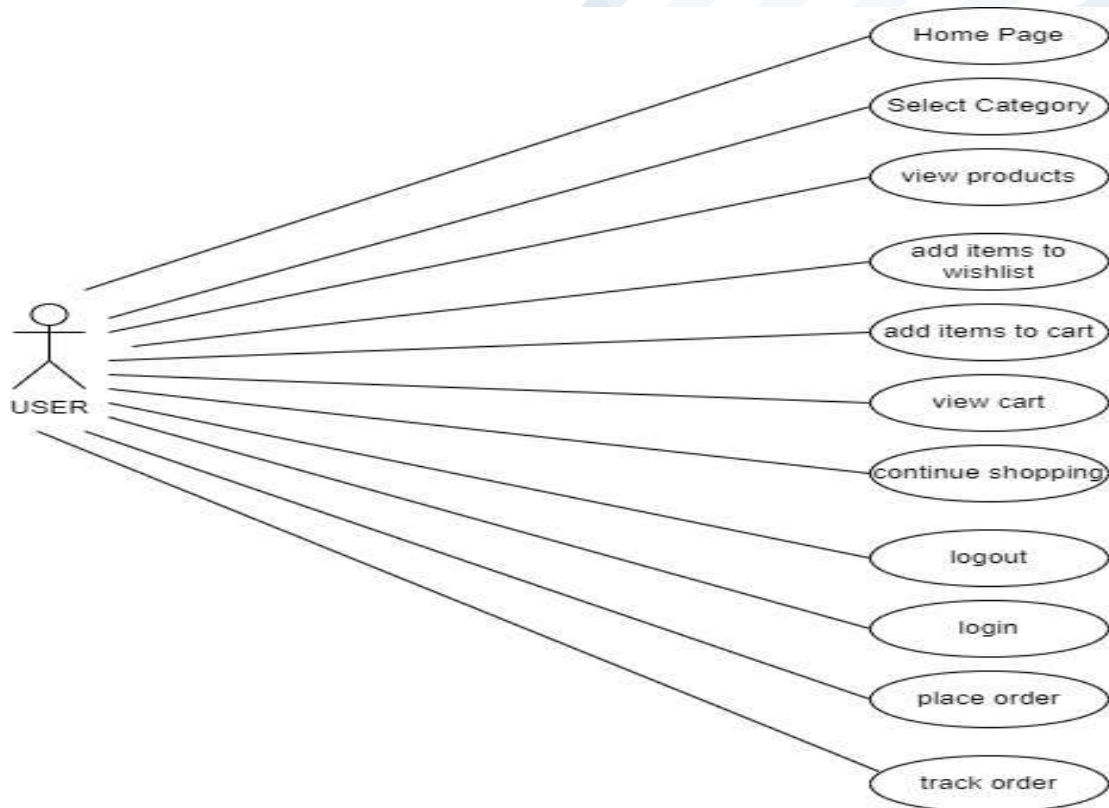 Home Page
Select Category
view products
add items to
wishlist
add items to cart
view cart
USER
continue shopping
logout
login
place order
track order